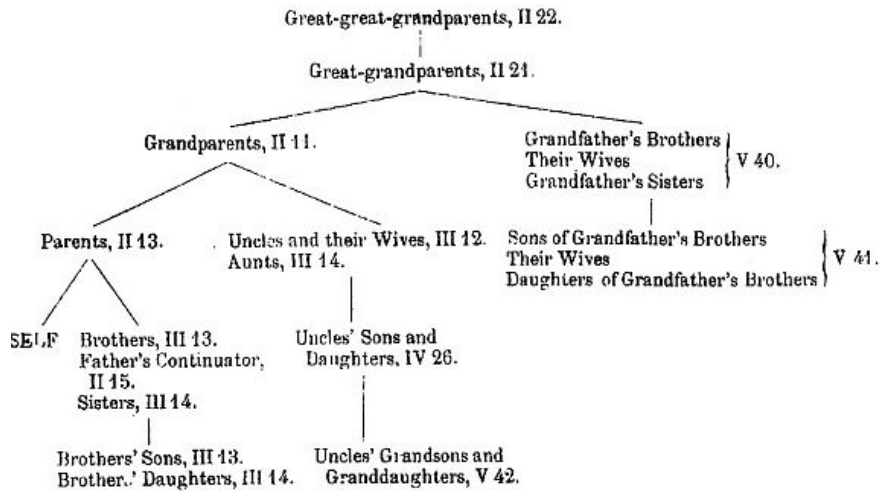 Great-great-grandparents, II 22.
Great-grandparents, II 21.
Grandparents, II 11.
Grandfather's Brothers
Their Wives
Grandfather's Sisters
V 40.
Parents, II 13.
Uncles and their Wives, III 12.
Aunts, III 14.
Sons of Grandfather's Brothers
Their Wives
Daughters of Grandfather's Brothers
V 41.
SELF
Brothers, III 13.
Father's Continuator,
II 15.
Sisters, III 14.
Uncles' Sons and
Daughters, IV 26.
Brothers' Sons, III 13.
Brother..' Daughters, III 14.
Uncles' Grandsons and
Granddaughters, V 42.